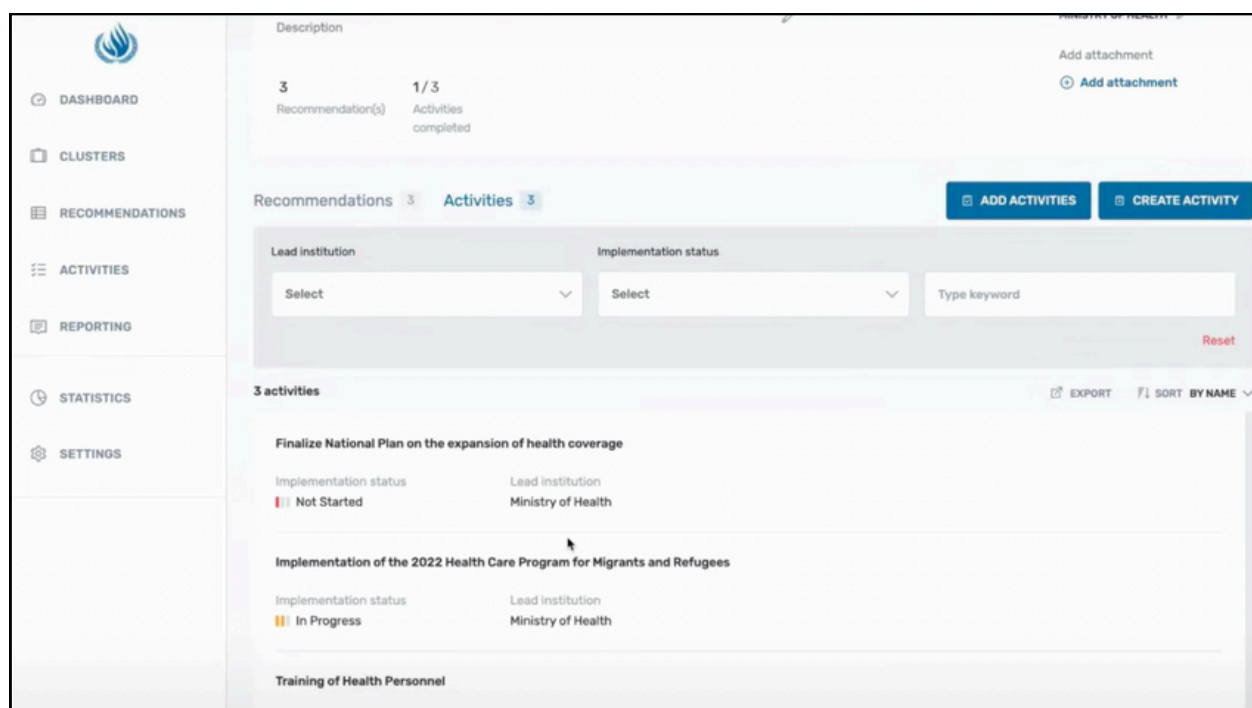 MINISTRY OF HEALTH
Description
Add attachment
Add attachment
3
1/3
Recommendation(s)
Activities
completed
DASHBOARD
CLUSTERS
RECOMMENDATIONS
ACTIVITIES
REPORTING
STATISTICS
SETTINGS
Recommendations 3
Activities 3
ADD ACTIVITIES
CREATE ACTIVITY
Lead institution
Implementation status
Select
Select
Type keyword
Reset
3 activities
EXPORT
SORT BY NAME
Finalize National Plan on the expansion of health coverage
Implementation status
Lead institution
Not Started
Ministry of Health
Implementation of the 2022 Health Care Program for Migrants and Refugees
Implementation status
Lead institution
In Progress
Ministry of Health
Training of Health Personnel